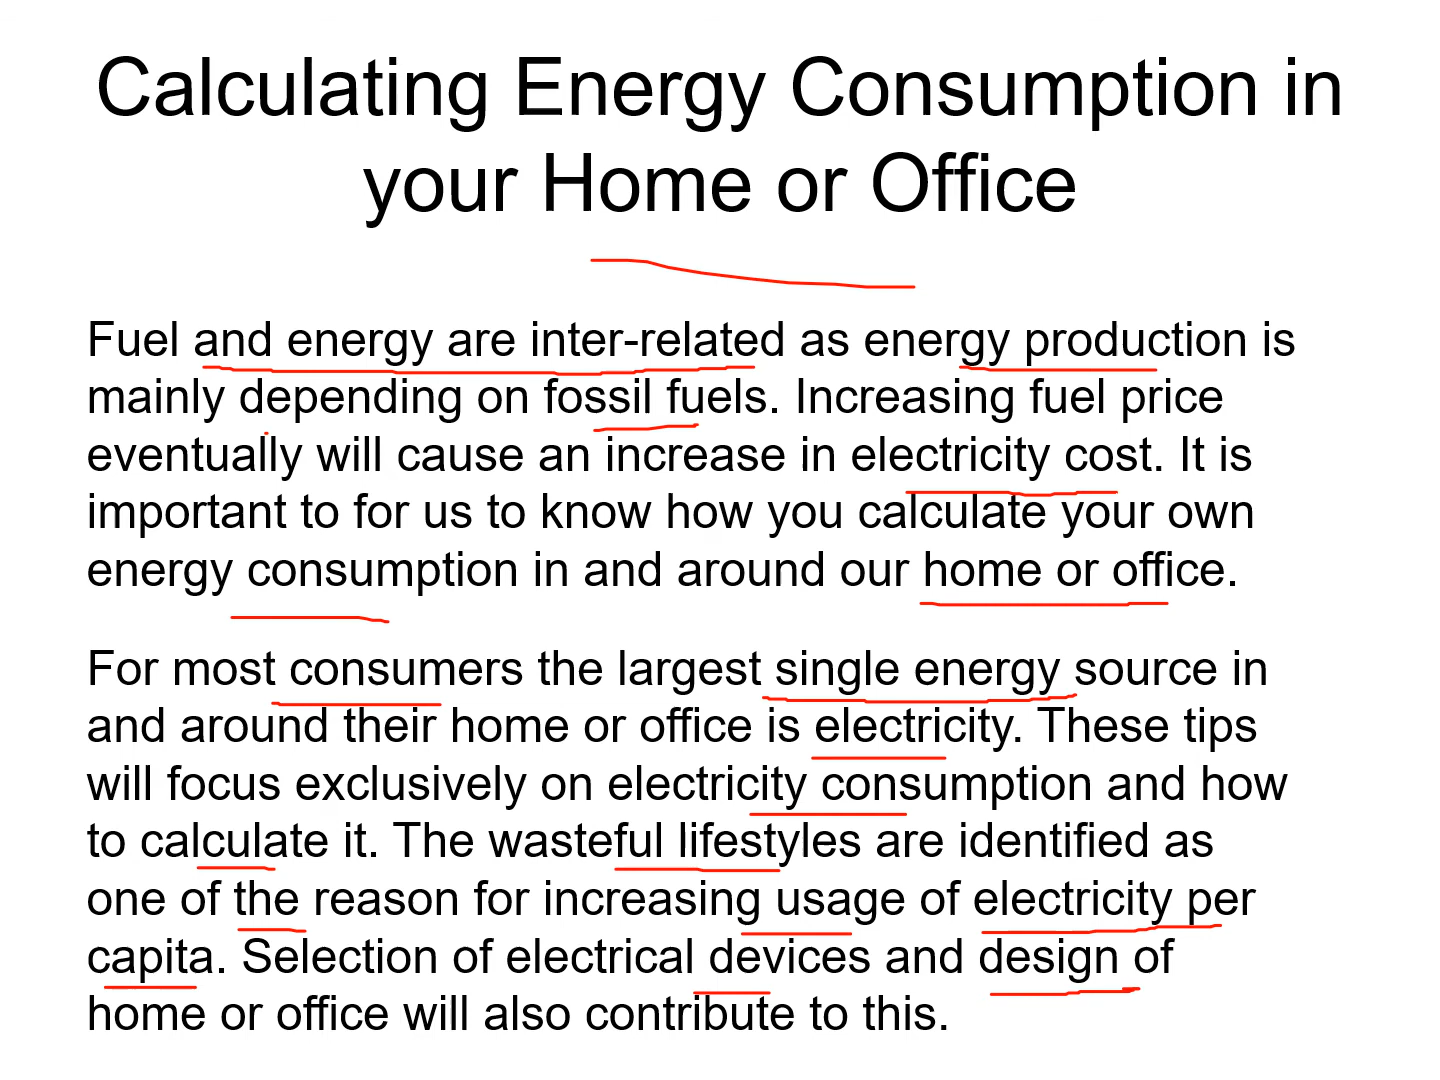 Calculating Energy Consumption in
your Home or Office
Fuel and energy are inter-related as energy production is
mainly depending on fossil fuels. Increasing fuel price
eventually will cause an increase in electricity cost. It is
important to for us to know how you calculate your own
energy consumption in and around our home or office.
For most consumers the largest single energy source in
and around their home or office is electricity. These tips
will focus exclusively on electricity consumption and how
to calculate it. The wasteful lifestyles are identified as
one of the reason for increasing usage of electricity per
capita. Selection of electrical devices and design of
home or office will also contribute to this.